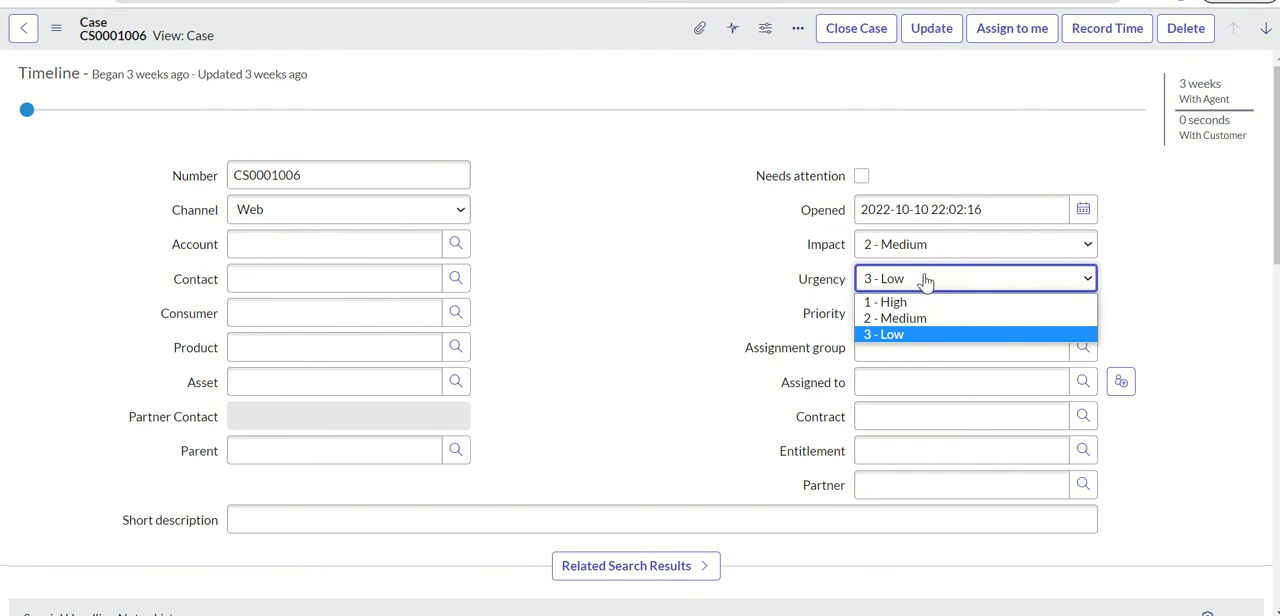 Case
CS0001006 View: Case
Close Case
Update
Assign to me
Record Time
Delete
Timeline - Began 3 weeks ago - Updated 3 weeks ago
3 weeks
With Agent
0 seconds
With Customer
Number CS0001006
Channel Web
Account
Contact
Consumer
Product
Asset
Partner Contact
Parent
Needs attention
Opened 2022-10-10 22:02:16
Impact 2 - Medium
Urgency 3 - Low
1 - High
2 - Medium
3 - Low
Priority
Assignment group
Assigned to
Contract
Entitlement
Partner
Short description
Related Search Results